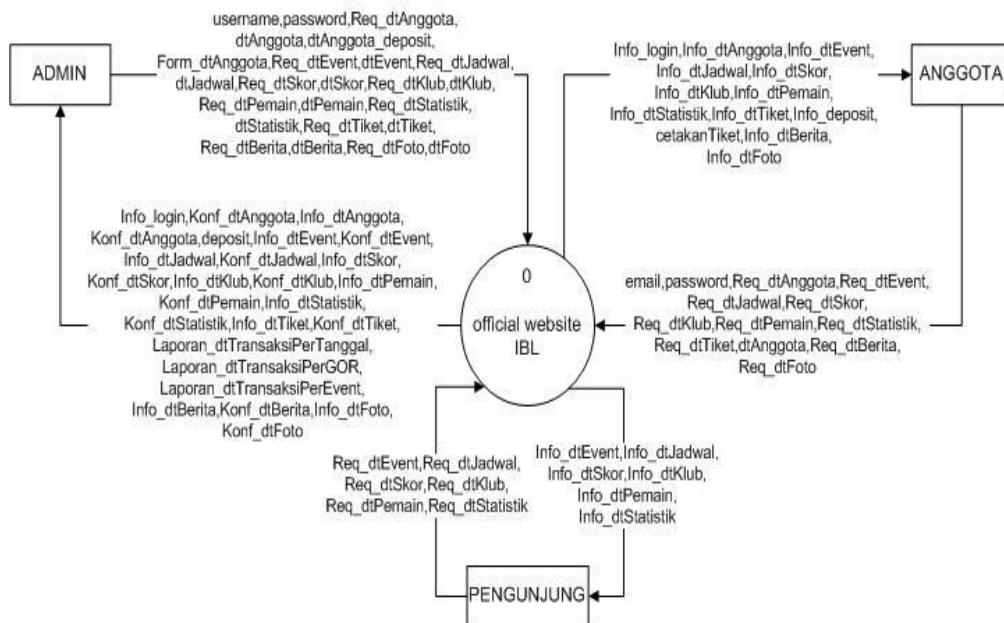 username,password,Req_dtAnggota,
dtAnggota,dtAnggota_deposit,
Form_dtAnggota,Req_dtEvent,dtEvent,Req_dtJadwal,
dtJadwal,Req_dtSkor,dtSkor,Req_dtKlub,dtKlub,
Req_dtPemain,dtPemain,Req_dtStatistik,
dtStatistik,Req_dtTiket,dtTiket,
Req_dtBerita,dtBerita,Req_dtFoto,dtFoto
ADMIN
Info_login,Info_dtAnggota,Info_dtEvent,
Info_dtJadwal,Info_dtSkor,
Info_dtKlub,Info_dtPemain,
Info_dtStatistik,Info_dtTiket,Info_deposit,
cetakanTiket,Info_dtBerita,
Info_dtFoto
ANGGOTA
Info_login,Konf_dtAnggota,Info_dtAnggota,
Konf_dtAnggota,deposit,Info_dtEvent,Konf_dtEvent,
Info_dtJadwal,Konf_dtJadwal,Info_dtSkor,
Konf_dtSkor,Info_dtKlub,Konf_dtKlub,Info_dtPemain,
Konf_dtPemain,Info_dtStatistik,
Konf_dtStatistik,Info_dtTiket,Konf_dtTiket,
Laporan_dtTransaksiPerTanggal,
Laporan_dtTransaksiPerGOR,
Laporan_dtTransaksiPerEvent,
Info_dtBerita,Konf_dtBerita,Info_dtFoto,
Konf_dtFoto
0
official website
IBL
email,password,Req_dtAnggota,Req_dtEvent,
Req_dtJadwal,Req_dtSkor,
Req_dtKlub,Req_dtPemain,Req_dtStatistik,
Req_dtTiket,dtAnggota,Req_dtBerita,
Req_dtFoto
Req_dtEvent,Req_dtJadwal,
Req_dtSkor,Req_dtKlub,
Req_dtPemain,Req_dtStatistik
Info_dtEvent,Info_dtJadwal,
Info_dtSkor,Info_dtKlub,
Info_dtPemain,
Info_dtStatistik
PENGUNJUNG